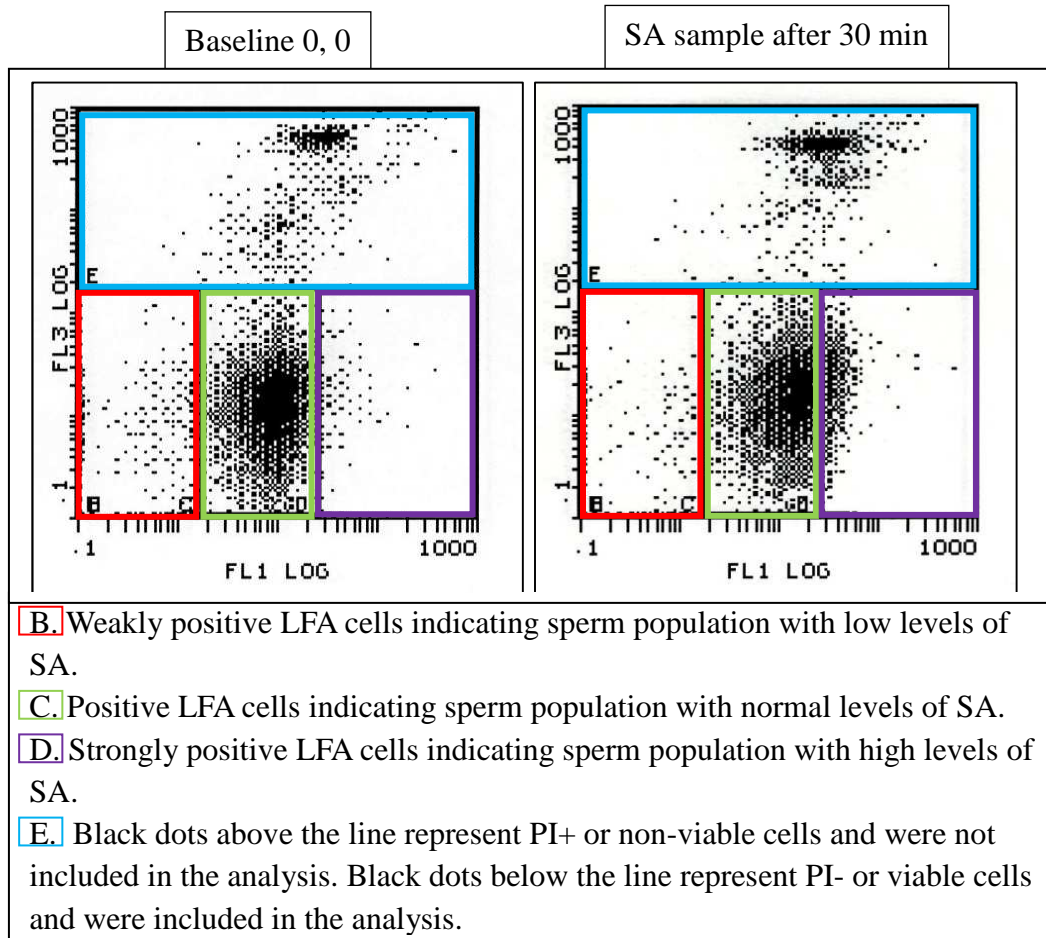 Baseline 0, 0
SA sample after 30 min
1000
E
FL3 LOG
.1
B C D
.1 1000
FL1 LOG
1000
E
FL3 LOG
.1
B C D
.1 1000
FL1 LOG
B. Weakly positive LFA cells indicating sperm population with low levels of
SA.
C. Positive LFA cells indicating sperm population with normal levels of SA.
D. Strongly positive LFA cells indicating sperm population with high levels of
SA.
E. Black dots above the line represent PI+ or non-viable cells and were not
included in the analysis. Black dots below the line represent PI- or viable cells
and were included in the analysis.